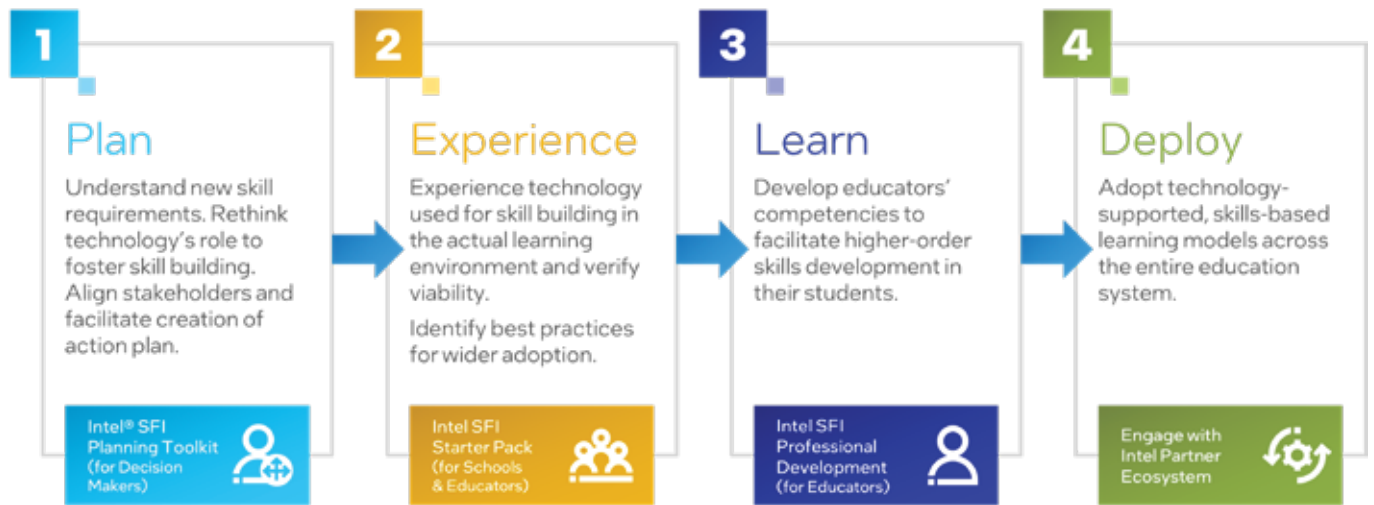 1
Plan
Understand new skill
requirements. Rethink
technology's role to
foster skill building.
Align stakeholders and
facilitate creation of
action plan.
Intel® SFI
Planning Toolkit
(for Decision
Makers)
2
Experience
Experience technology
used for skill building in
the actual learning
environment and verify
viability.
Identify best practices
for wider adoption.
Intel SFI
Starter Pack
(for Schools
& Educators)
3
Learn
Develop educators'
competencies to
facilitate higher-order
skills development in
their students.
Intel SFI
Professional
Development
(for Educators)
4
Deploy
Adopt technology-
supported, skills-based
learning models across
the entire education
system.
Engage with
Intel Partner
Ecosystem